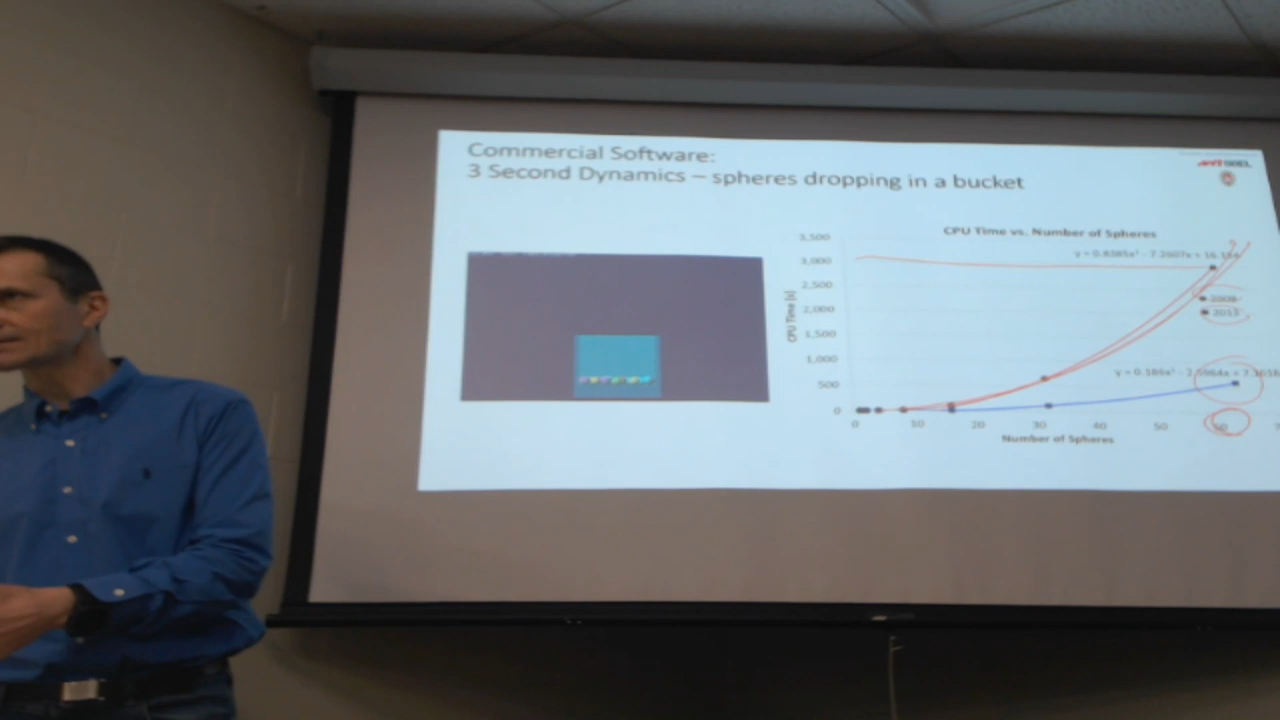 Commercial Software:
3 Second Dynamics – spheres dropping in a bucket
SBEL
CPU Time vs. Number of Spheres
3,500
3,000
2,500
2,000
1,500
1,000
500
0
CPU Time [s]
2008
2013
0 10 20 30 40 50 60
Number of Spheres